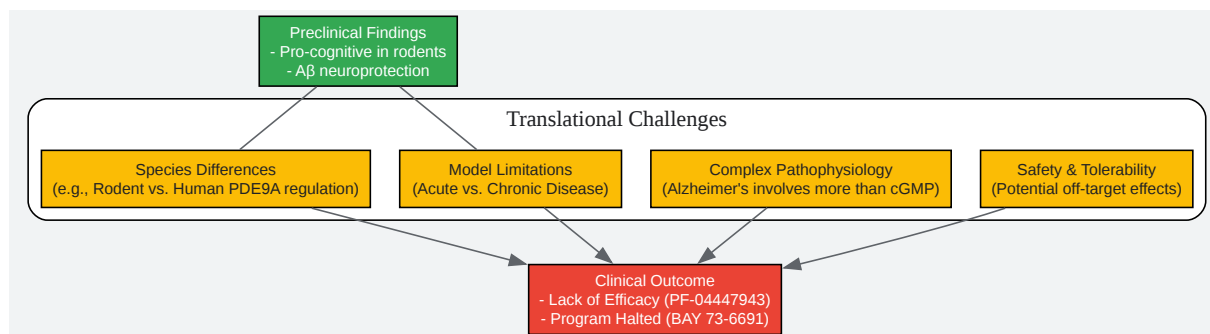 Preclinical Findings
- Pro-cognitive in rodents
- Aβ neuroprotection
Translational Challenges
Species Differences
(e.g., Rodent vs. Human PDE9A regulation)
Model Limitations
(Acute vs. Chronic Disease)
Complex Pathophysiology
(Alzheimer's involves more than cGMP)
Safety & Tolerability
(Potential off-target effects)
Clinical Outcome
- Lack of Efficacy (PF-04447943)
- Program Halted (BAY 73-6691)